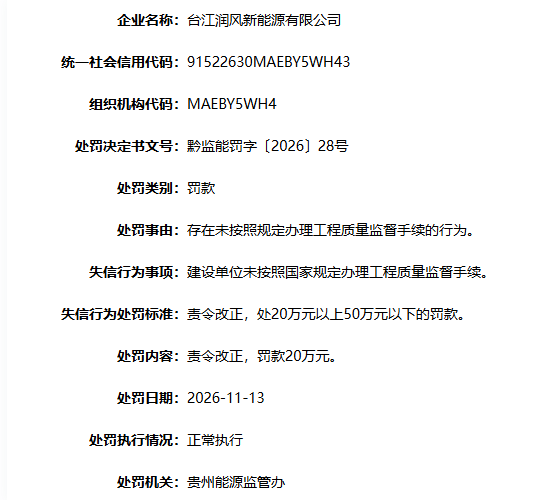 企业名称：台江润风新能源有限公司
统一社会信用代码：91522630MAEBY5WH43
组织机构代码：MAEBY5WH4
处罚决定书文号：黔监能罚字〔2026〕28号
处罚类别：罚款
处罚事由：存在未按照规定办理工程质量监督手续的行为。
失信行为事项：建设单位未按照国家规定办理工程质量监督手续。
失信行为处罚标准：责令改正，处20万元以上50万元以下的罚款。
处罚内容：责令改正，罚款20万元。
处罚日期：2026-11-13
处罚执行情况：正常执行
处罚机关：贵州能源监管办